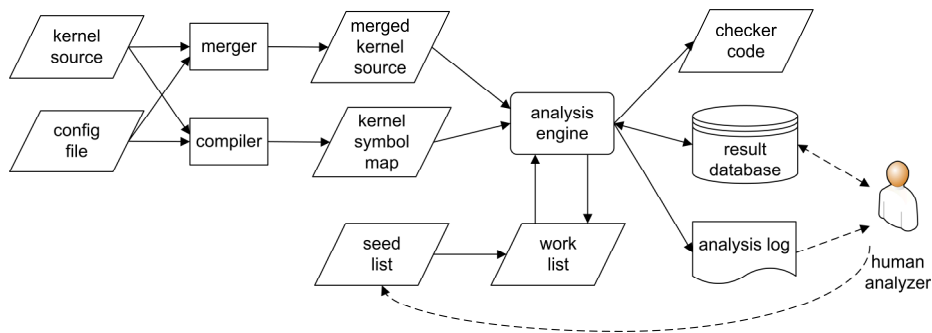 kernel
source
config
file
merger
compiler
merged
kernel
source
kernel
symbol
map
seed
list
work
list
analysis
engine
checker
code
result
database
analysis log
human
analyzer